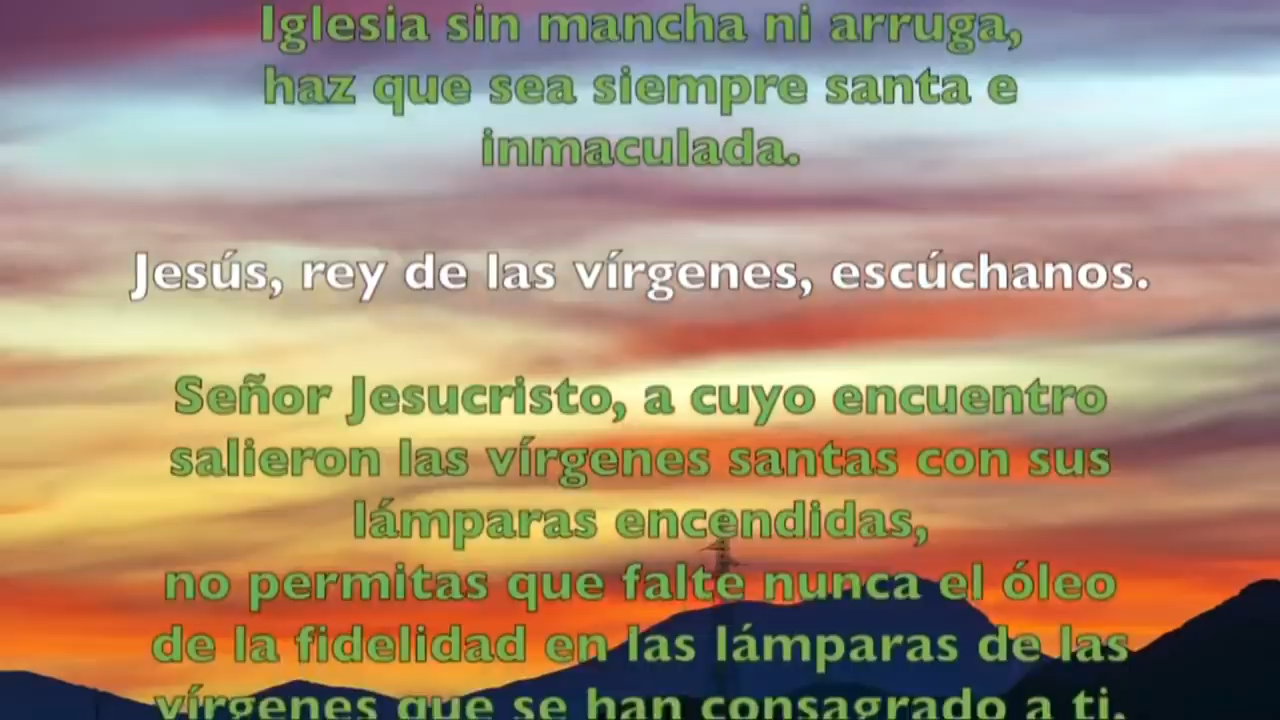 Iglesia sin mancha ni arruga,
haz que sea siempre santa e
inmaculada.
Jesús, rey de las vírgenes, escúchanos.
Señor Jesucristo, a cuyo encuentro
salieron las vírgenes santas con sus
lámparas encendidas,
no permitas que falte nunca el óleo
de la fidelidad en las lámparas de las
vírgenes que se han consagrado a ti.